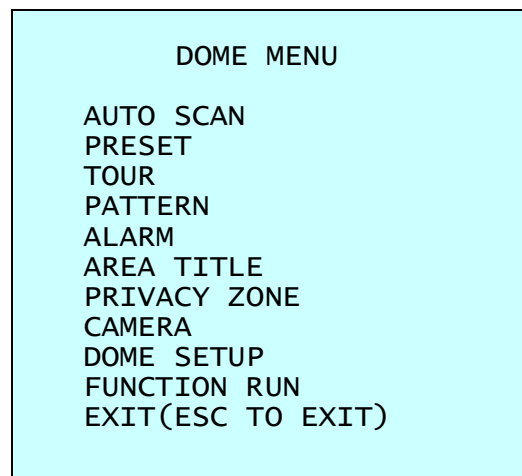 DOME MENU
AUTO SCAN
PRESET
TOUR
PATTERN
ALARM
AREA TITLE
PRIVACY ZONE
CAMERA
DOME SETUP
FUNCTION RUN
EXIT(ESC TO EXIT)